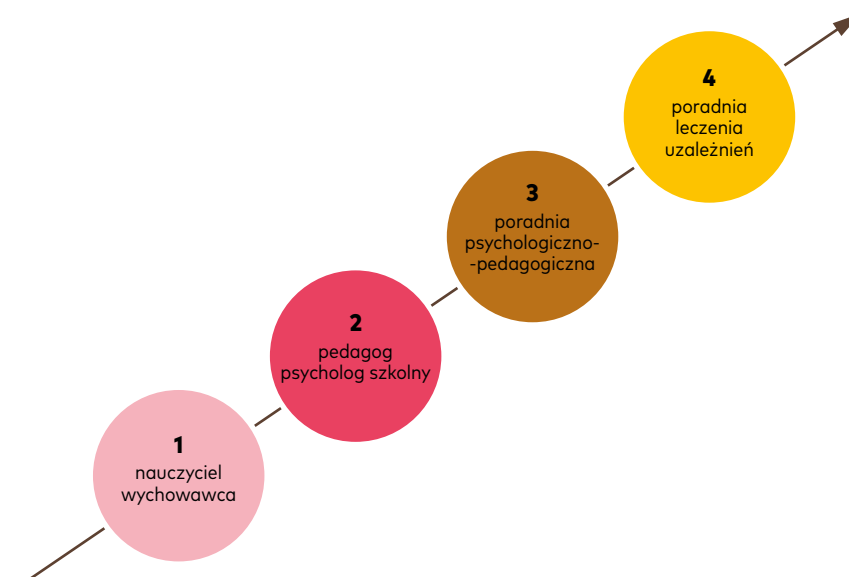 1
nauczyciel
wychowawca
2
pedagog
psycholog szkolny
3
poradnia
psychologiczno-
-pedagogiczna
4
poradnia
leczenia
uzależnień